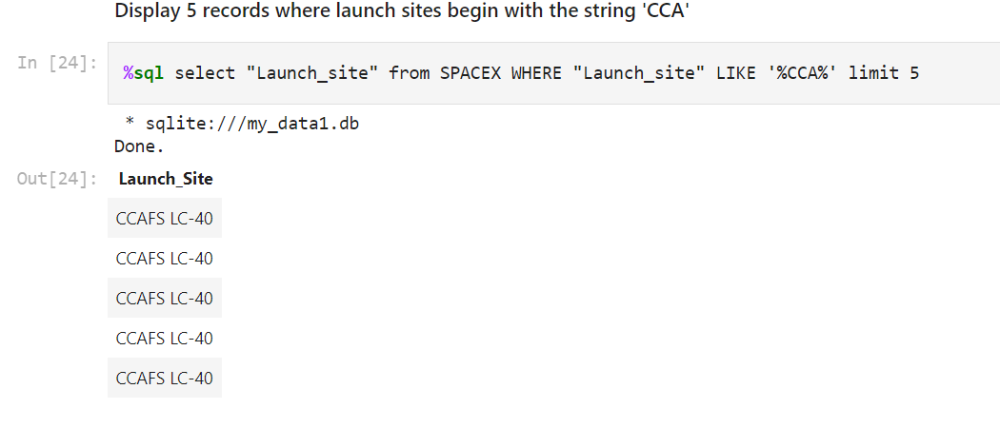 Display 5 records where launch sites begin with the string 'CCA'
In [24]: %sql select "Launch_site" from SPACEX WHERE "Launch_site" LIKE '%CCA%' limit 5
* sqlite:///my_data1.db
Done.
Out[24]: Launch_Site
CCAFS LC-40
CCAFS LC-40
CCAFS LC-40
CCAFS LC-40
CCAFS LC-40